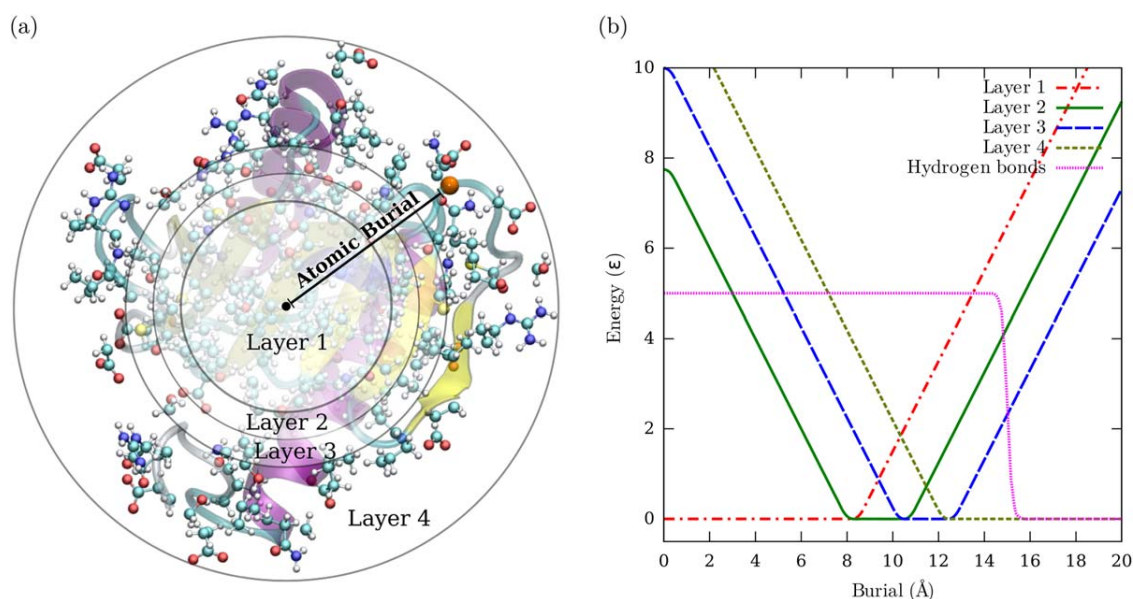 (a)
Atomic Burial
Layer 1
Layer 2
Layer 3
Layer 4
(b)
Layer 1
Layer 2
Layer 3
Layer 4
Hydrogen bonds
Energy (ε)
10
8
6
4
2
0
0 2 4 6 8 10 12 14 16 18 20
Burial (Å)